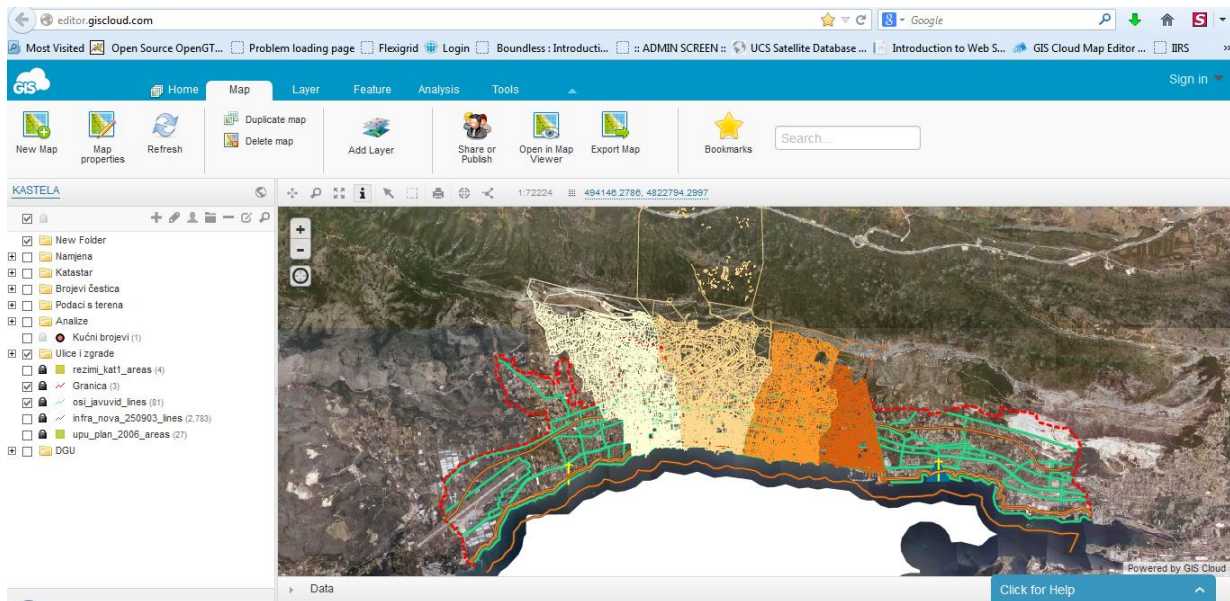 editor.giscloud.com
Google
Most Visited Open Source OpenGT... Problem loading page Flexigrid Login Boundless : Introducti... :: ADMIN SCREEN :: UCS Satellite Database ... Introduction to Web S... GIS Cloud Map Editor ... IIRS »
GIS Home Map Layer Feature Analysis Tools Sign in
New Map
Map properties
Refresh
Duplicate map
Delete map
Add Layer
Share or Publish
Open in Map Viewer
Export Map
Bookmarks
Search...
KASTELA
1:72224 494146.2786, 4822794.2997
New Folder
Namjena
Katastar
Brojevi čestica
Podaci s terena
Analize
Kućni brojevi (1)
Ulice i zgrade
rezimi_kat1_areas (4)
Granica (3)
osi_javuvid_lines (81)
infra_nova_250903_lines (2,783)
upu_plan_2006_areas (27)
DGU
Powered by GIS Cloud
Data
Click for Help